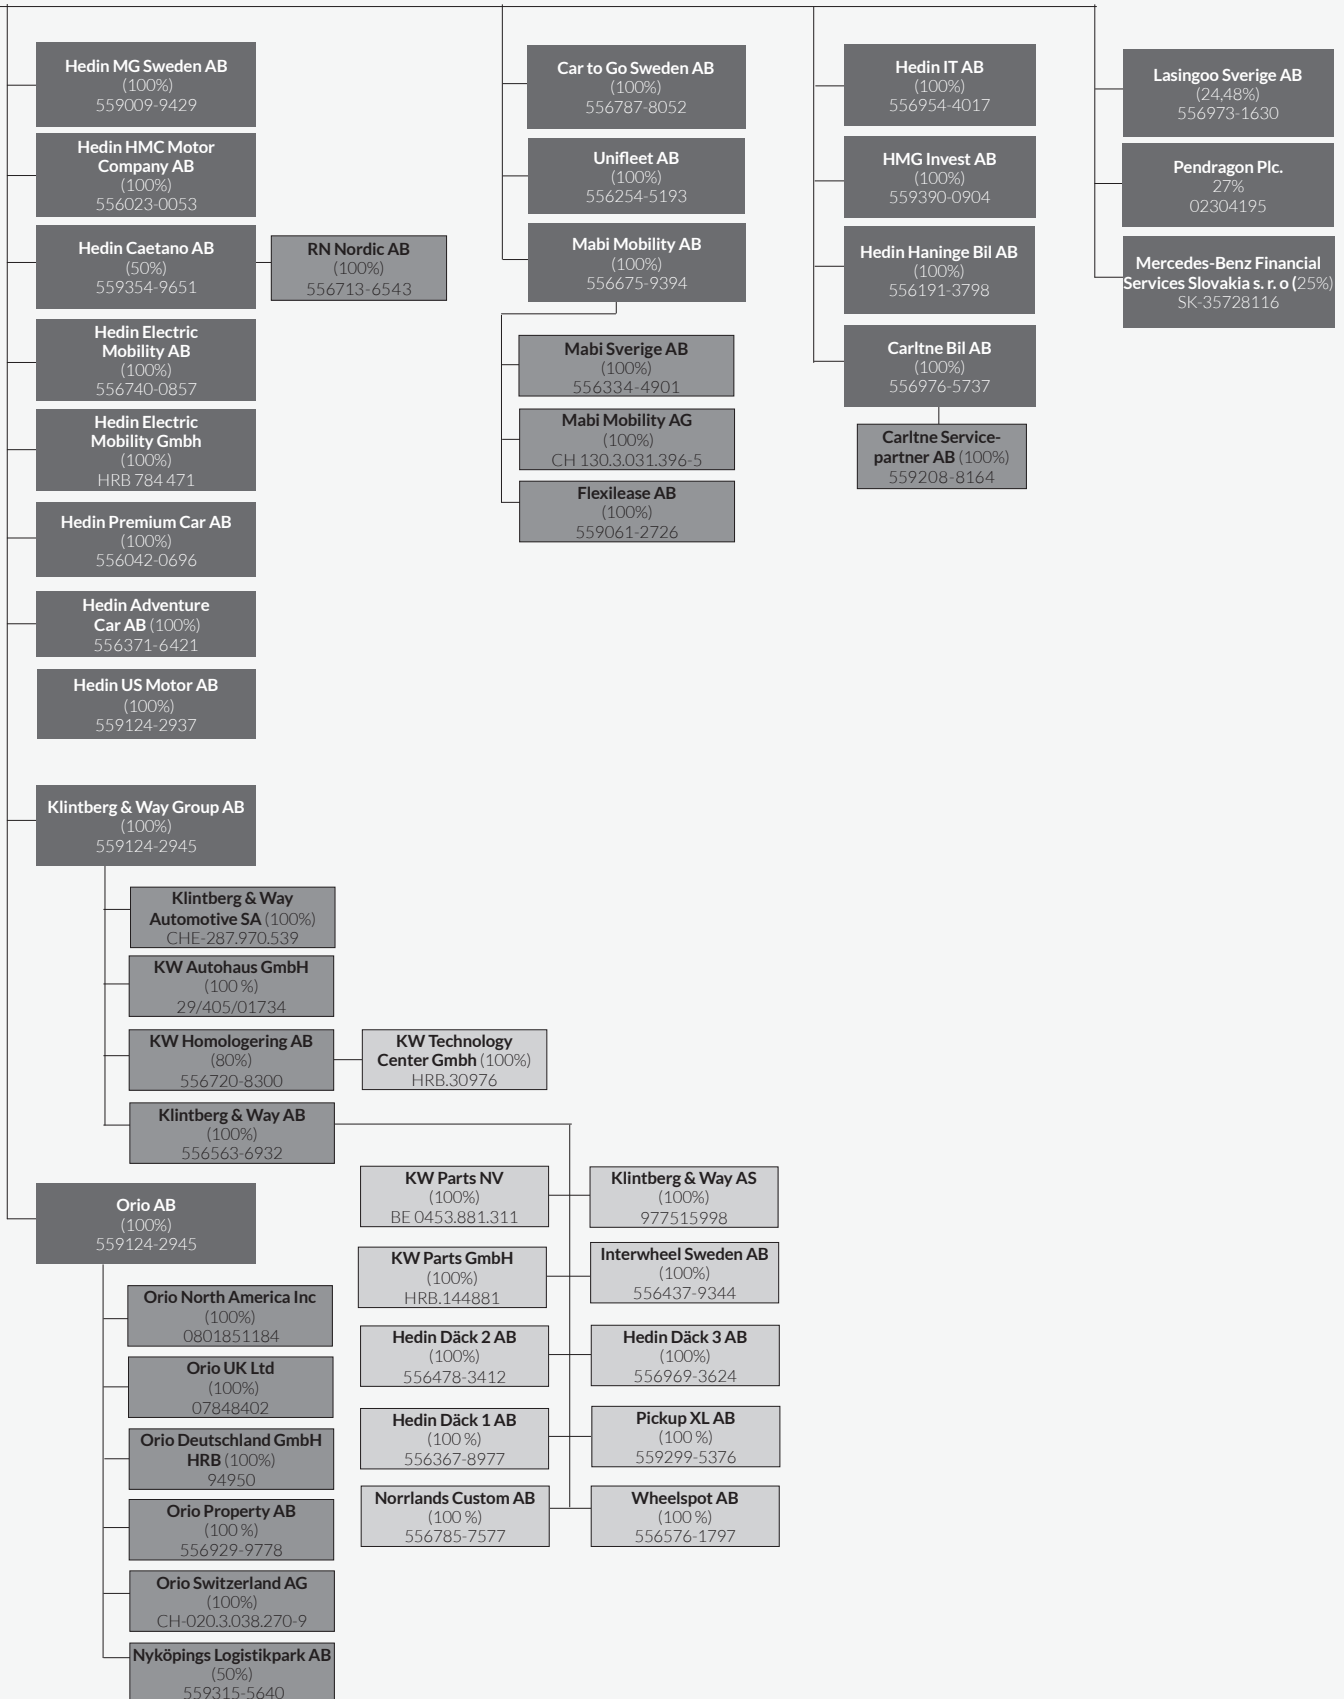 Hedin MG Sweden AB
(100%)
559009-9429
Hedin HMC Motor
Company AB
(100%)
556023-0053
Hedin Caetano AB
(50%)
559354-9651
RN Nordic AB
(100%)
556713-6543
Hedin Electric
Mobility AB
(100%)
556740-0857
Hedin Electric
Mobility Gmbh
(100%)
HRB 784 471
Hedin Premium Car AB
(100%)
556042-0696
Hedin Adventure
Car AB (100%)
556371-6421
Hedin US Motor AB
(100%)
559124-2937
Klintberg & Way Group AB
(100%)
559124-2945
Klintberg & Way
Automotive SA (100%)
CHE-287.970.539
KW Autohaus GmbH
(100 %)
29/405/01734
KW Homologering AB
(80%)
556720-8300
KW Technology
Center Gmbh (100%)
HRB.30976
Klintberg & Way AB
(100%)
556563-6932
KW Parts NV
(100%)
BE 0453.881.311
Klintberg & Way AS
(100%)
977515998
KW Parts GmbH
(100%)
HRB.144881
Interwheel Sweden AB
(100%)
556437-9344
Hedin Däck 2 AB
(100%)
556478-3412
Hedin Däck 3 AB
(100%)
556969-3624
Hedin Däck 1 AB
(100 %)
556367-8977
Pickup XL AB
(100 %)
559299-5376
Norrlands Custom AB
(100 %)
556785-7577
Wheelspot AB
(100 %)
556576-1797
Orio AB
(100%)
559124-2945
Orio North America Inc
(100%)
0801851184
Orio UK Ltd
(100%)
07848402
Orio Deutschland GmbH
HRB (100%)
94950
Orio Property AB
(100 %)
556929-9778
Orio Switzerland AG
(100%)
CH-020.3.038.270-9
Nyköpings Logistikpark AB
(50%)
559315-5640
Car to Go Sweden AB
(100%)
556787-8052
Unifleet AB
(100%)
556254-5193
Mabi Mobility AB
(100%)
556675-9394
Mabi Sverige AB
(100%)
556334-4901
Mabi Mobility AG
(100%)
CH 130.3.031.396-5
Flexilease AB
(100%)
559061-2726
Hedin IT AB
(100%)
556954-4017
HMG Invest AB
(100%)
559390-0904
Hedin Haninge Bil AB
(100%)
556191-3798
Carltne Bil AB
(100%)
556976-5737
Carltne Service-
partner AB (100%)
559208-8164
Lasingoo Sverige AB
(24,48%)
556973-1630
Pendragon Plc.
27%
02304195
Mercedes-Benz Financial
Services Slovakia s. r. o (25%)
SK-35728116